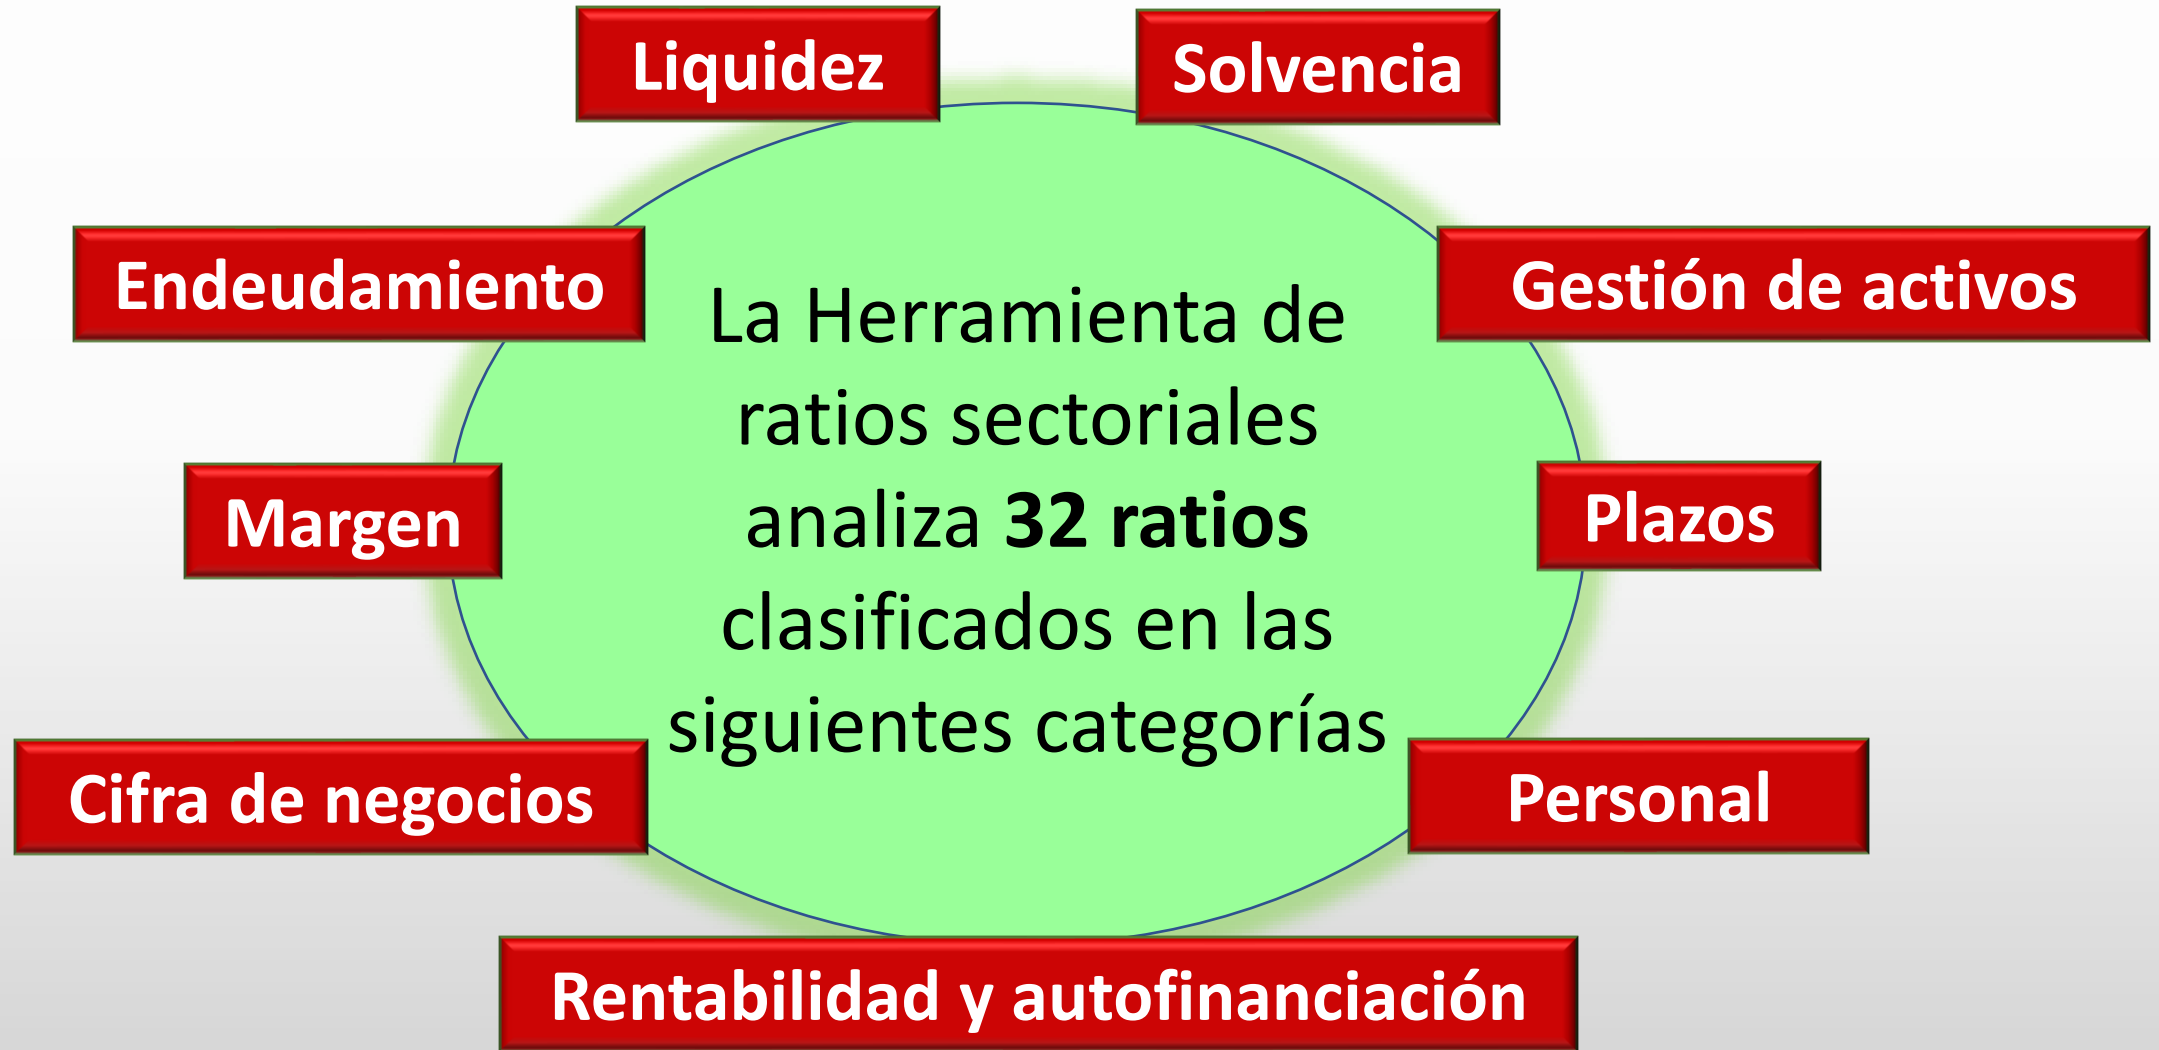 Liquidez
Solvencia
Endeudamiento
Gestión de activos
La Herramienta de
ratios sectoriales
analiza 32 ratios
clasificados en las
siguientes categorías
Margen
Plazos
Cifra de negocios
Personal
Rentabilidad y autofinanciación